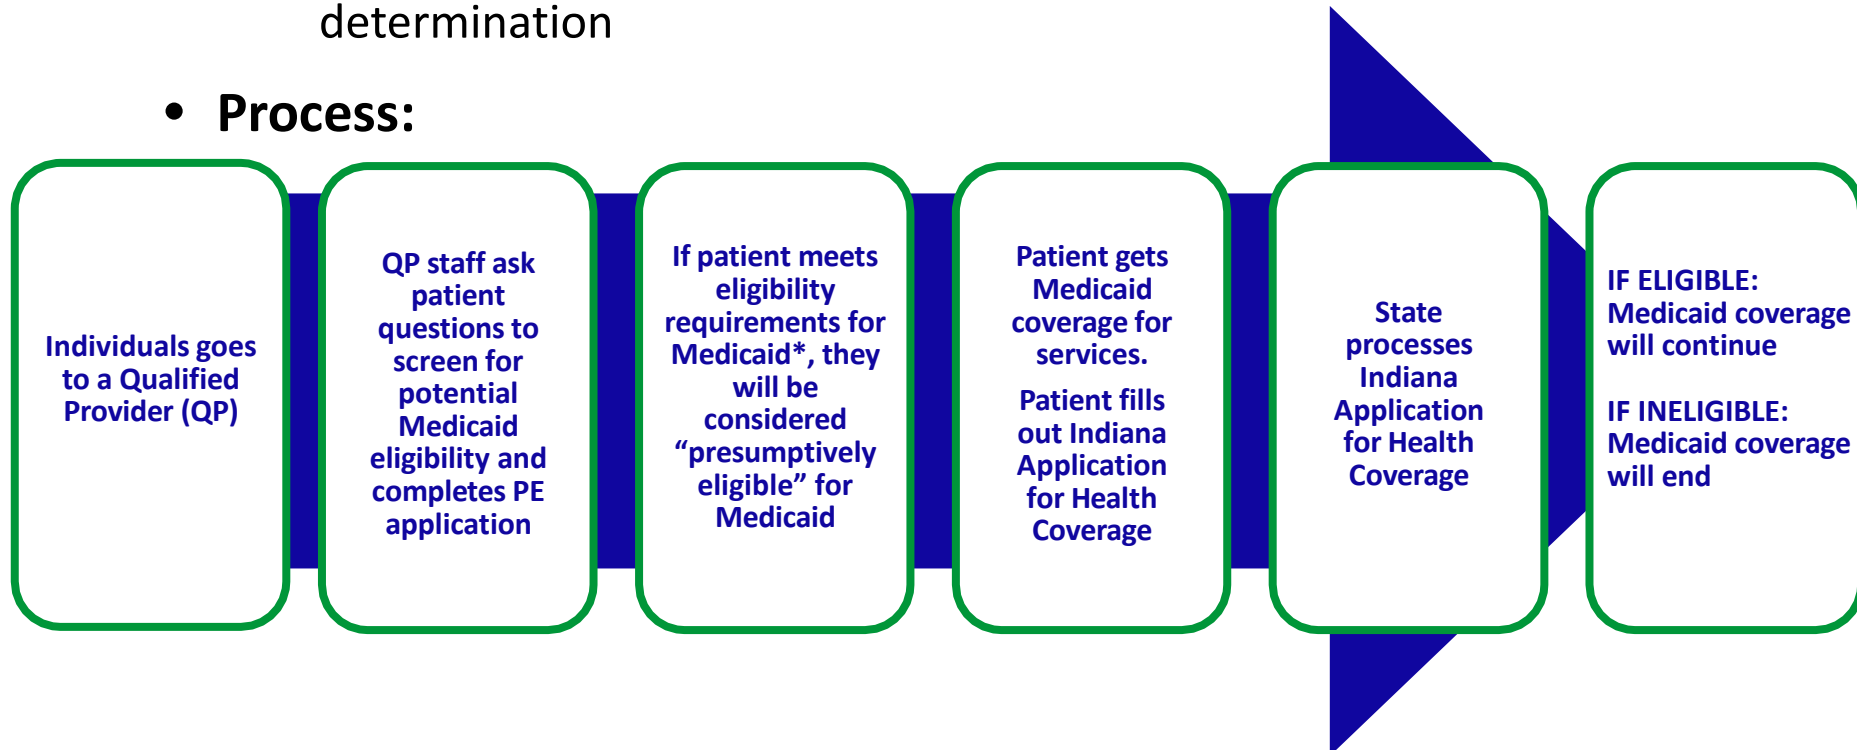 determination
• Process:
Individuals goes
to a Qualified
Provider (QP)
QP staff ask
patient
questions to
screen for
potential
Medicaid
eligibility and
completes PE
application
If patient meets
eligibility
requirements for
Medicaid*, they
will be
considered
“presumptively
eligible” for
Medicaid
Patient gets
Medicaid
coverage for
services.
Patient fills
out Indiana
Application
for Health
Coverage
State
processes
Indiana
Application
for Health
Coverage
IF ELIGIBLE:
Medicaid coverage
will continue
IF INELIGIBLE:
Medicaid coverage
will end